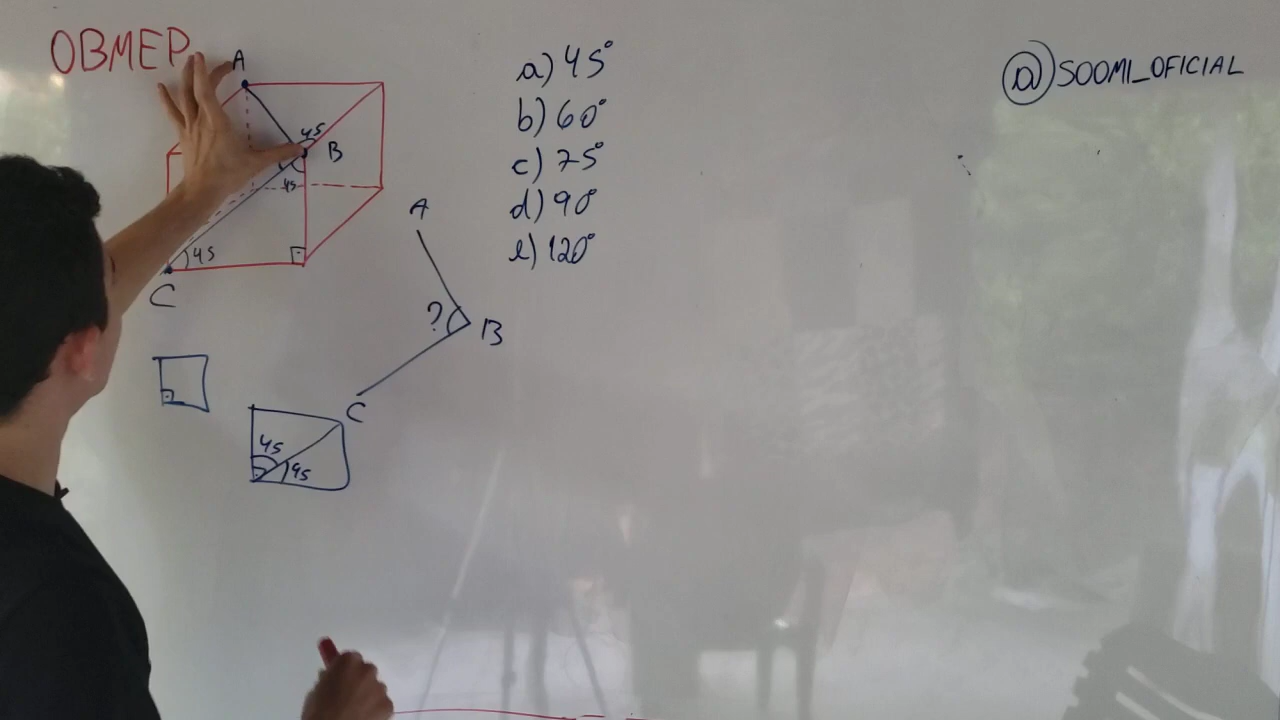 OBMEP
A
45
B
45
45
C
A
?
B
C
45
45
a) 45°
b) 60°
c) 75°
d) 90°
e) 120°
@SOOMI_OFICIAL